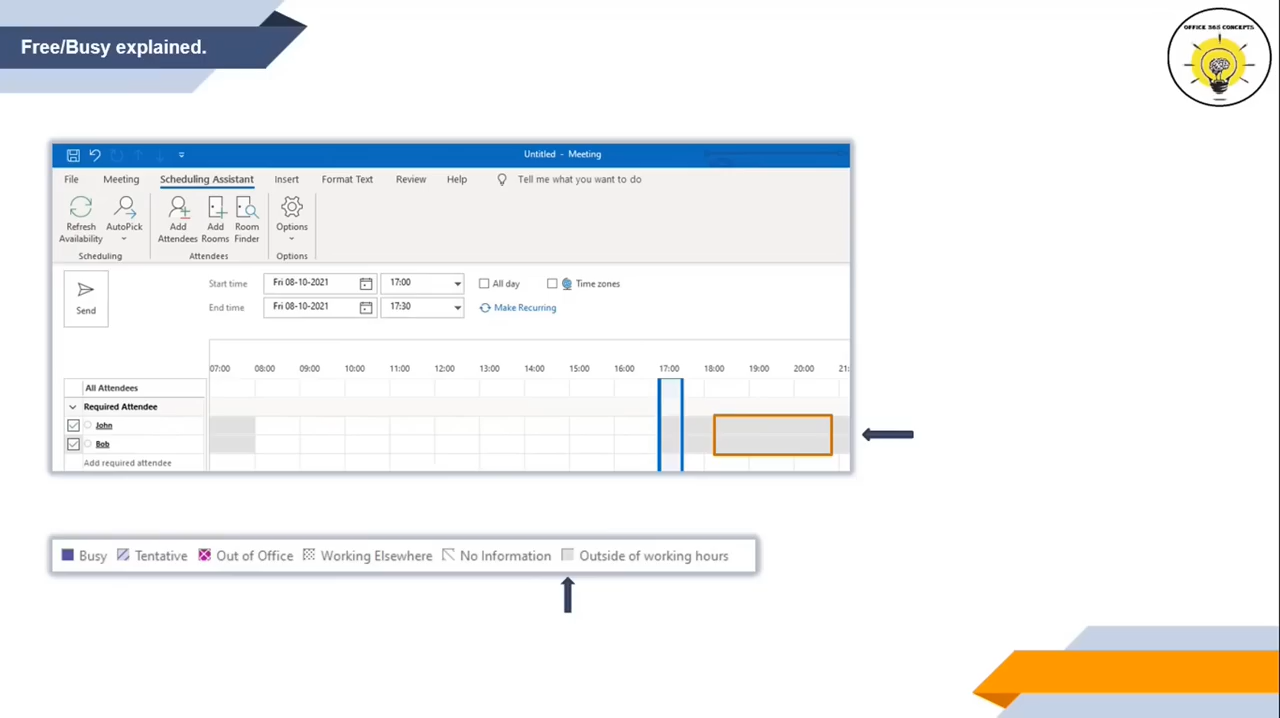 Free/Busy explained.
OFFICE 365 CONCEPTS
Untitled - Meeting
File Meeting Scheduling Assistant Insert Format Text Review Help Tell me what you want to do
Refresh Availability
AutoPick
Add Attendees
Add Rooms
Room Finder
Options
Scheduling Attendees Options
Send
Start time Fri 08-10-2021 17:00 All day Time zones
End time Fri 08-10-2021 17:30 Make Recurring
07:00 08:00 09:00 10:00 11:00 12:00 13:00 14:00 15:00 16:00 17:00 18:00 19:00 20:00 21:
All Attendees
Required Attendee
John
Bob
Add required attendee
Busy Tentative Out of Office Working Elsewhere No Information Outside of working hours